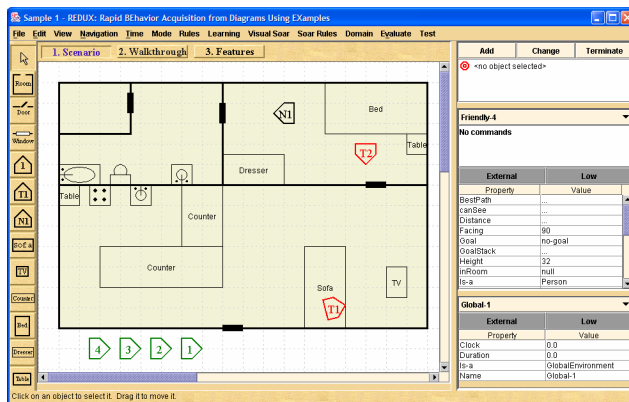 Sample 1 - REDUX: Rapid BEhavior Acquisition from Diagrams Using EXamples
File Edit View Navigation Time Mode Rules Learning Visual Soar Soar Rules Domain Evaluate Test
1. Scenario 2. Walkthrough 3. Features
Room
Door
Window
1
T1
N1
Sofa
TV
Counter
Bed
Dresser
Table
N1
Bed
T2
Table
Dresser
Table
Counter
Counter
Sofa
TV
T1
4 3 2 1
Add Change Terminate
<no object selected>
Friendly-4
No commands
External Low
Property Value
BestPath ...
canSee ...
Distance ...
Facing 90
Goal no-goal
GoalStack ...
Height 32
inRoom null
Is-a Person
Global-1
External Low
Property Value
Clock 0.0
Duration 0.0
Is-a GlobalEnvironment
Name Global-1
Click on an object to select it. Drag it to move it.